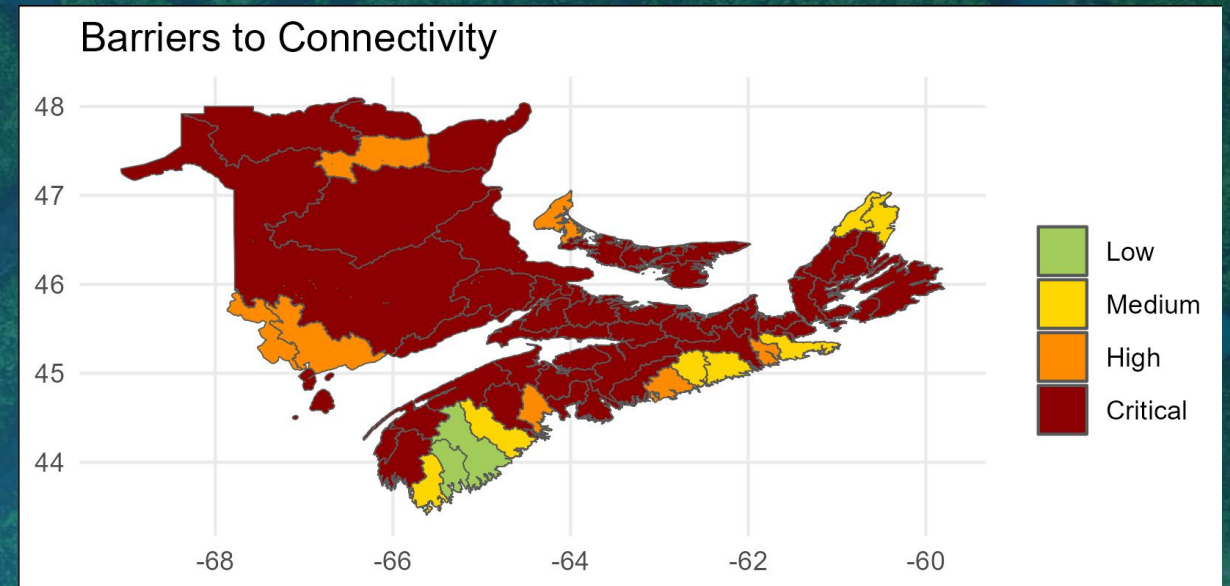 Barriers to Connectivity
48
47
46
45
44
-68 -66 -64 -62 -60
Low
Medium
High
Critical